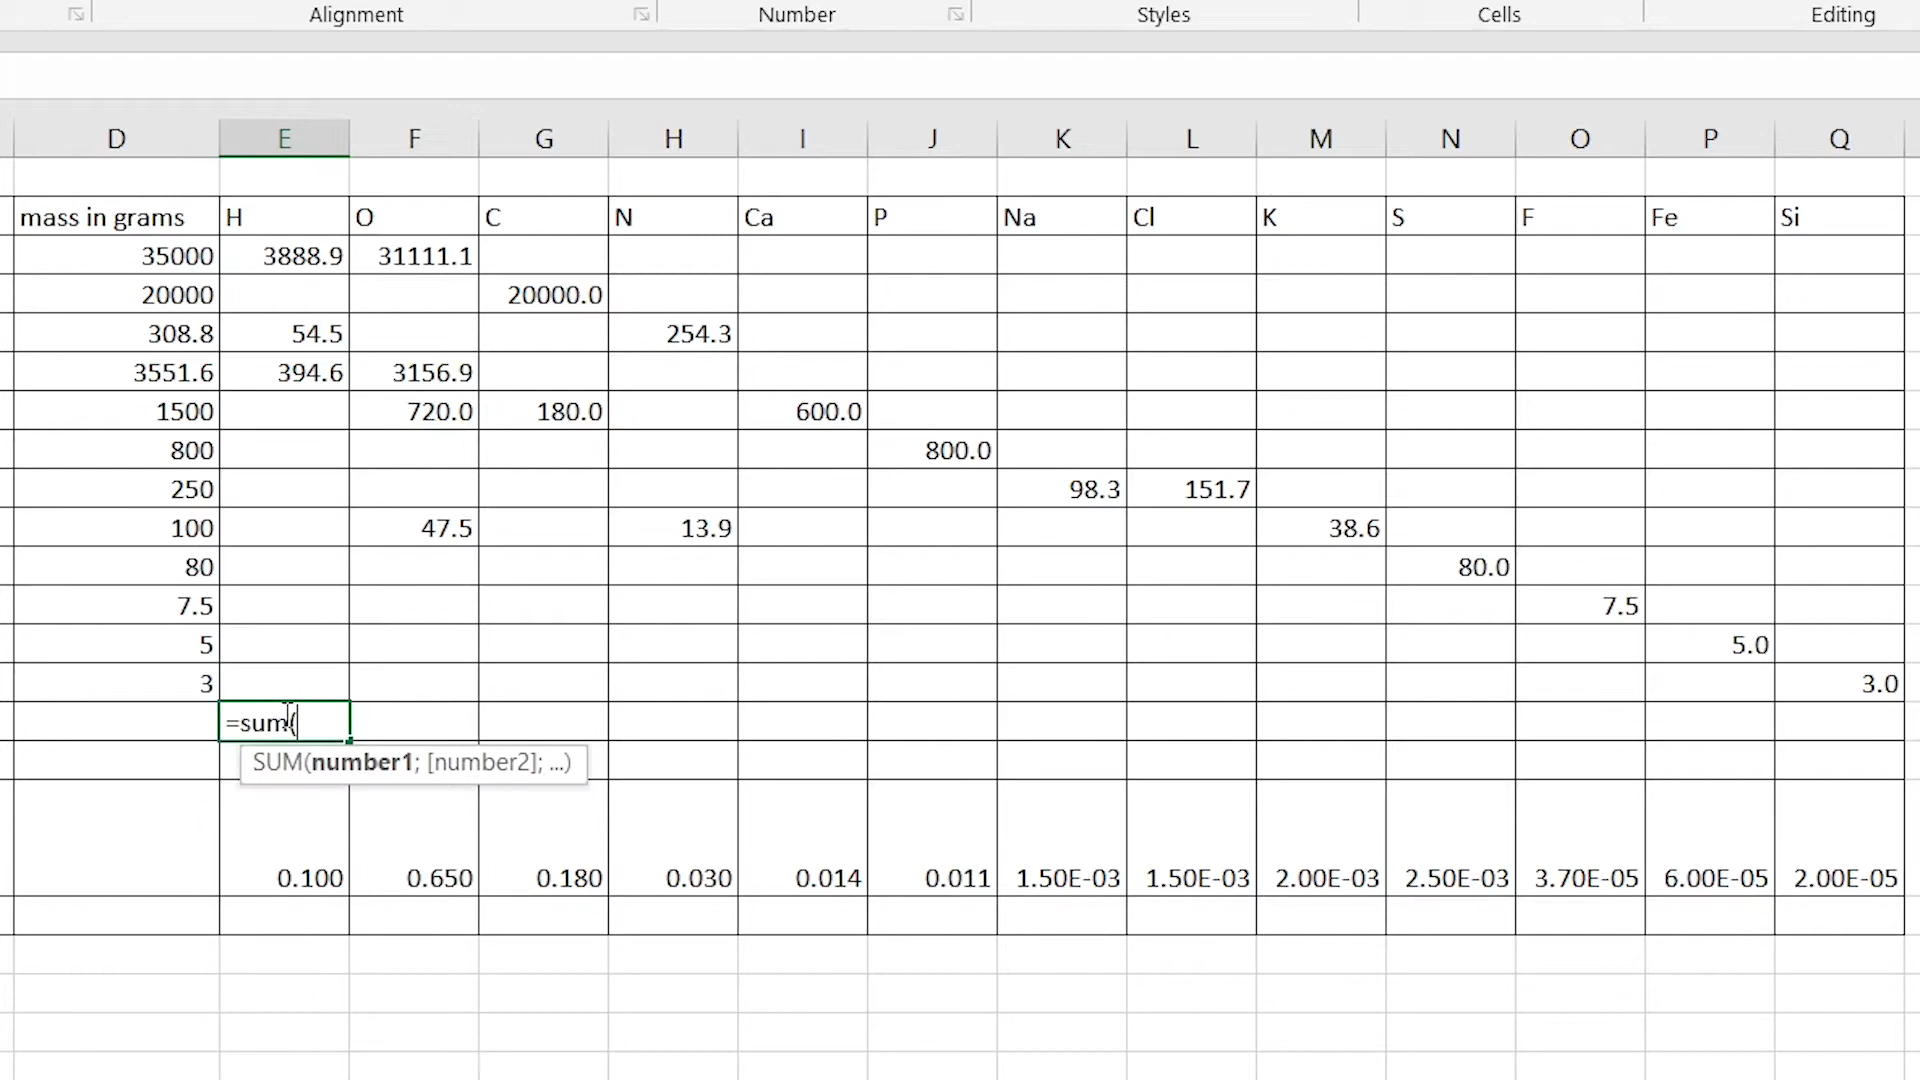 Alignment Number Styles Cells Editing
D E F G H I J K L M N O P Q
mass in grams H O C N Ca P Na Cl K S F Fe Si
35000 3888.9 31111.1
20000 20000.0
308.8 54.5 254.3
3551.6 394.6 3156.9
1500 720.0 180.0 600.0
800 800.0
250 98.3 151.7
100 47.5 13.9 38.6
80 80.0
7.5 7.5
5 5.0
3 3.0
=sum(
SUM(number1; [number2]; ...)
0.100 0.650 0.180 0.030 0.014 0.011 1.50E-03 1.50E-03 2.00E-03 2.50E-03 3.70E-05 6.00E-05 2.00E-05